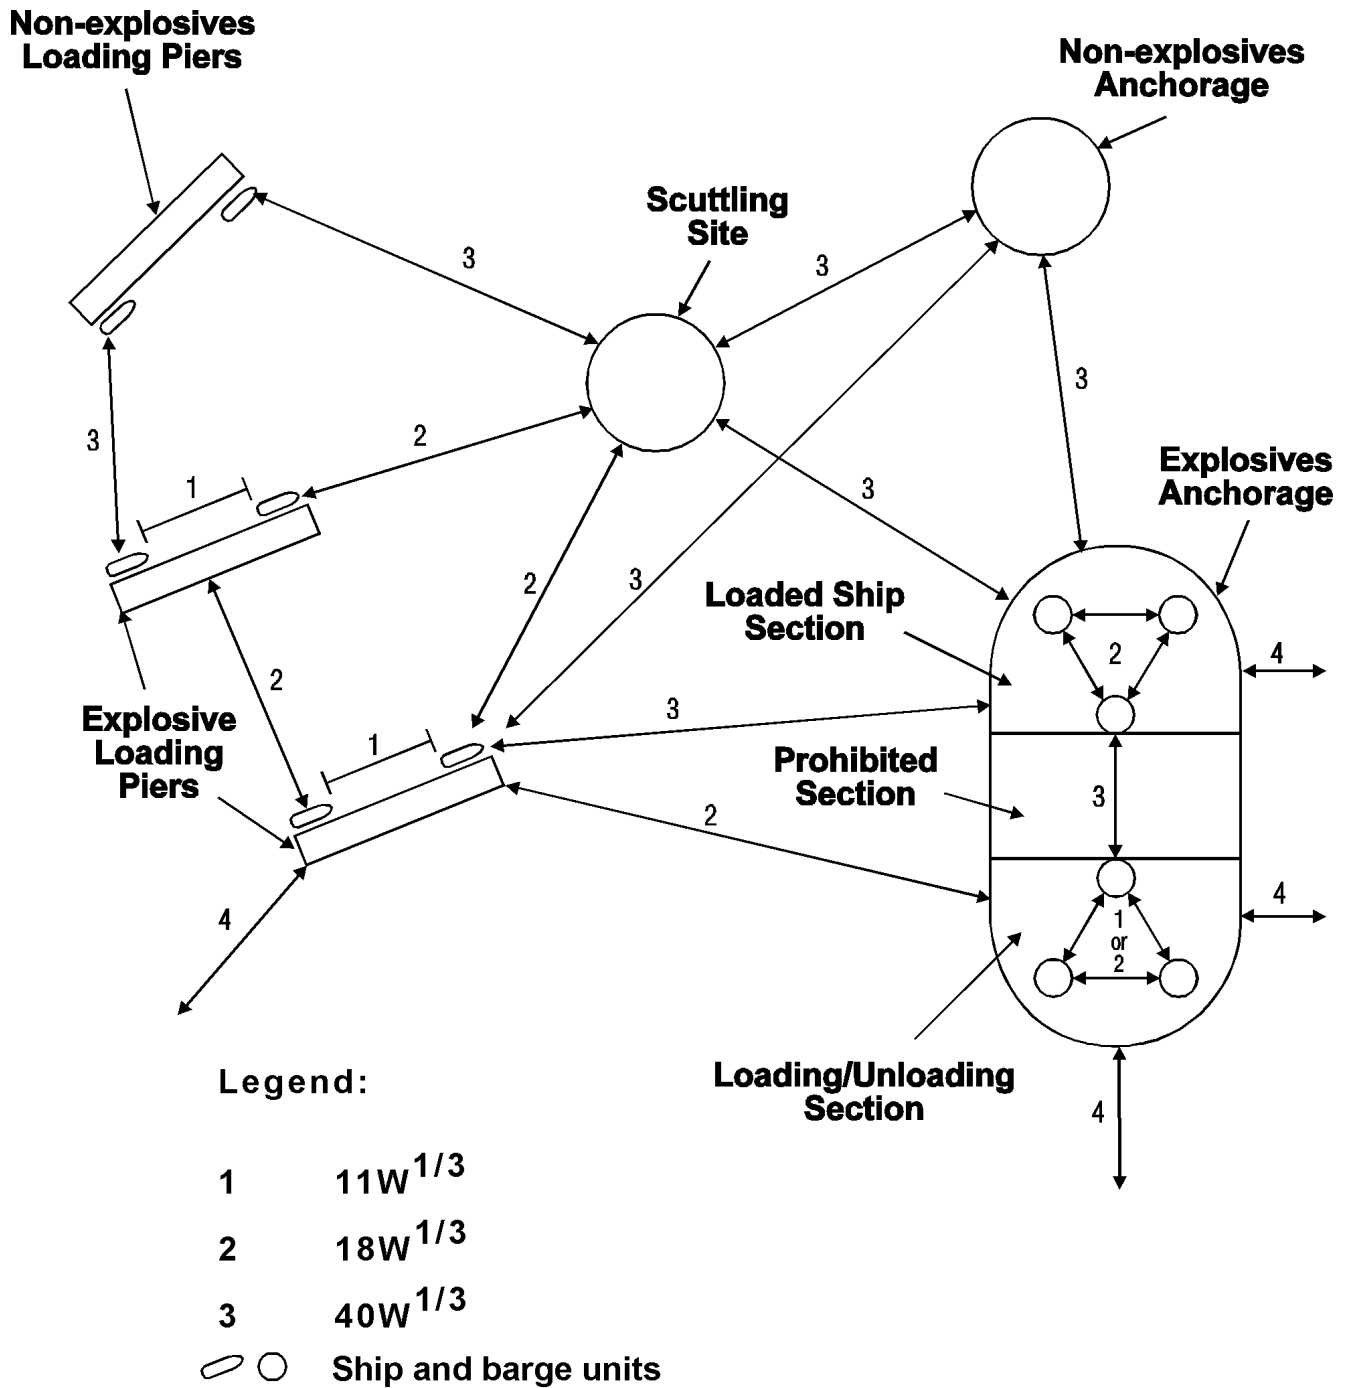 Non-explosives
Loading Piers
Non-explosives
Anchorage
Scuttling
Site
3
3
3
3
2
1
3
Explosives
Anchorage
2
3
Loaded Ship
Section
2
4
2
3
1
Explosive
Loading
Piers
Prohibited
Section
3
2
4
4
1
or
2
Loading/Unloading
Section
4
Legend:
1 11W1/3
2 18W1/3
3 40W1/3
Ship and barge units